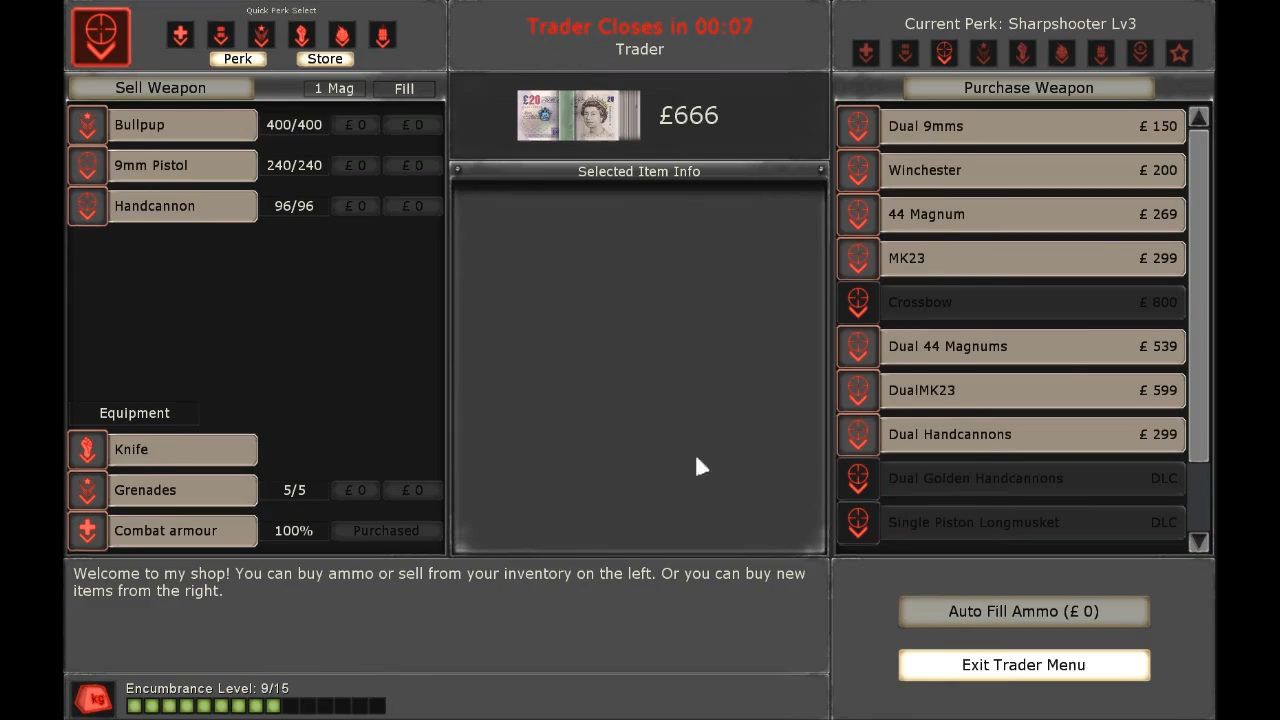 Quick Perk Select
Perk
Store
Trader Closes in 00:07
Trader
Current Perk: Sharpshooter Lv3
Sell Weapon
1 Mag
Fill
£20
20
£666
Purchase Weapon
Bullpup 400/400 £ 0 £ 0
9mm Pistol 240/240 £ 0 £ 0
Handcannon 96/96 £ 0 £ 0
Equipment
Knife
Grenades 5/5 £ 0 £ 0
Combat armour 100% Purchased
Selected Item Info
Dual 9mms £ 150
Winchester £ 200
44 Magnum £ 269
MK23 £ 299
Crossbow £ 800
Dual 44 Magnums £ 539
DualMK23 £ 599
Dual Handcannons £ 299
Dual Golden Handcannons DLC
Single Piston Longmusket DLC
Welcome to my shop! You can buy ammo or sell from your inventory on the left. Or you can buy new
items from the right.
Auto Fill Ammo (£ 0)
Exit Trader Menu
kg
Encumbrance Level: 9/15